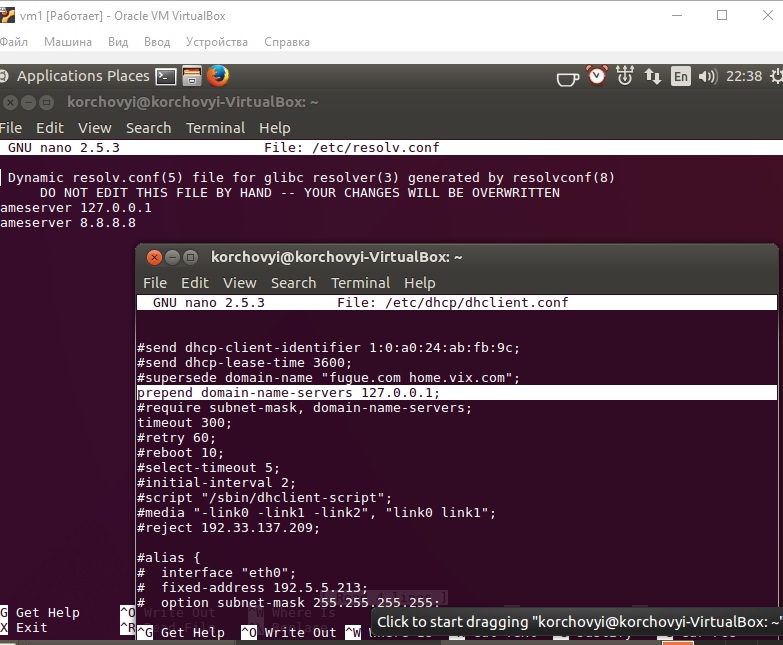 vm1 [Работает] - Oracle VM VirtualBox
Файл Машина Вид Ввод Устройства Справка
Applications Places En 22:38
korchovyi@korchovyi-VirtualBox: ~
File Edit View Search Terminal Help
GNU nano 2.5.3 File: /etc/resolv.conf
Dynamic resolv.conf(5) file for glibc resolver(3) generated by resolvconf(8)
DO NOT EDIT THIS FILE BY HAND -- YOUR CHANGES WILL BE OVERWRITTEN
ameserver 127.0.0.1
ameserver 8.8.8.8
korchovyi@korchovyi-VirtualBox: ~
File Edit View Search Terminal Help
GNU nano 2.5.3 File: /etc/dhcp/dhclient.conf
#send dhcp-client-identifier 1:0:a0:24:ab:fb:9c;
#send dhcp-lease-time 3600;
#supersede domain-name "fugue.com home.vix.com";
prepend domain-name-servers 127.0.0.1;
#require subnet-mask, domain-name-servers;
timeout 300;
#retry 60;
#reboot 10;
#select-timeout 5;
#initial-interval 2;
#script "/sbin/dhclient-script";
#media "-link0 -link1 -link2", "link0 link1";
#reject 192.33.137.209;
#alias {
#  interface "eth0";
#  fixed-address 192.5.5.213;
#  option subnet-mask 255.255.255.255;
G Get Help ^O Write Out Where Is
X Exit ^R
^G Get Help ^O Write Out ^W
Click to start dragging "korchovyi@korchovyi-VirtualBox: ~"